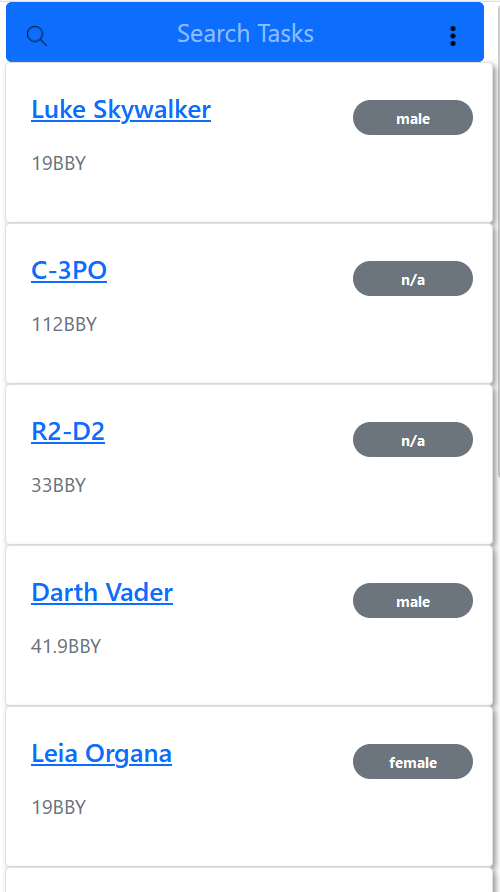 Search Tasks
Luke Skywalker
male
19BBY
C-3PO
n/a
112BBY
R2-D2
n/a
33BBY
Darth Vader
male
41.9BBY
Leia Organa
female
19BBY